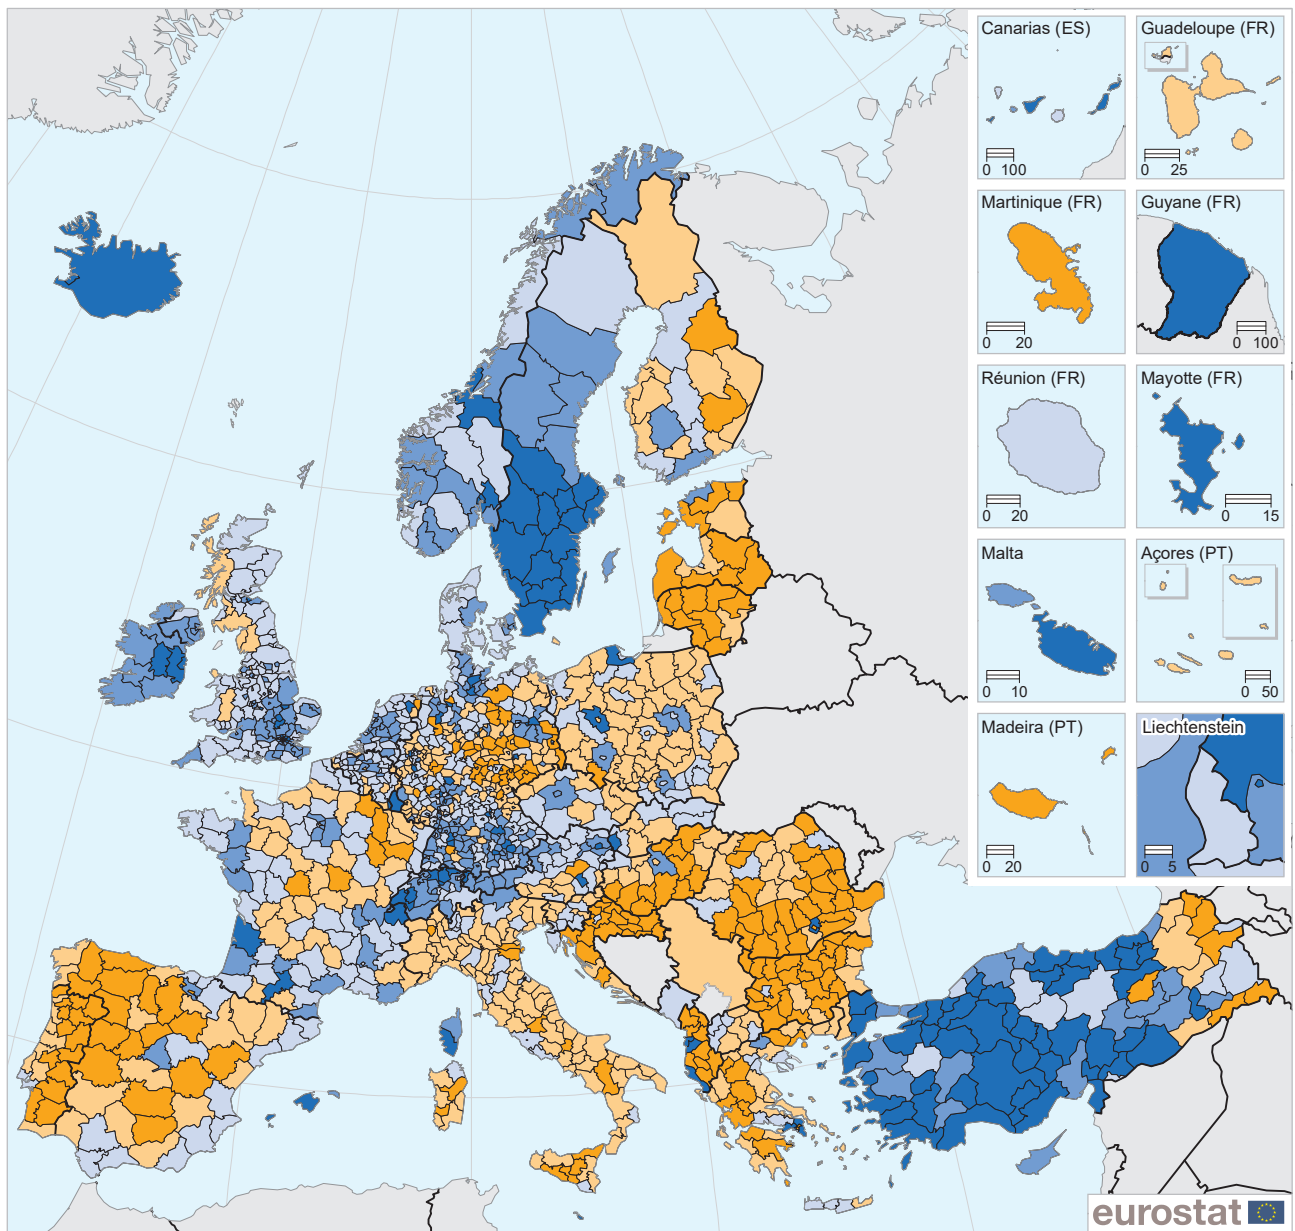 Canarias (ES)
0 100
Guadeloupe (FR)
0 25
Martinique (FR)
0 20
Guyane (FR)
0 100
Réunion (FR)
0 20
Mayotte (FR)
0 15
Malta
0 10
Açores (PT)
0 50
Madeira (PT)
0 20
Liechtenstein
0 5
eurostat